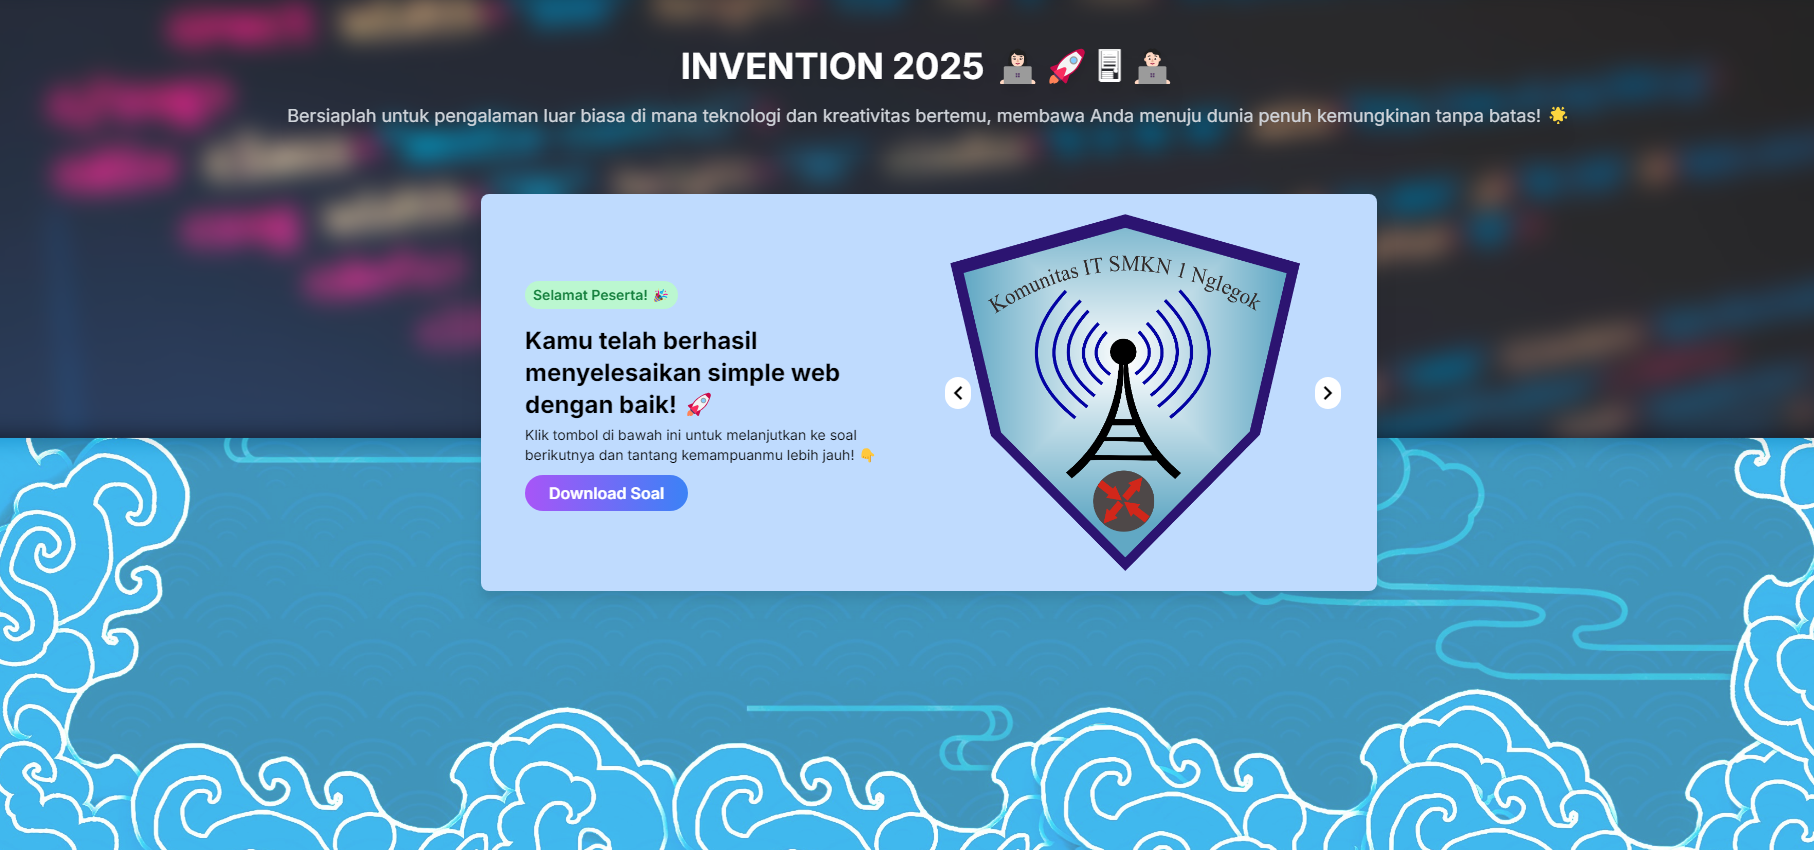 INVENTION 2025 👨🏻‍💻 🚀 📃 👨🏻‍💻
Bersiaplah untuk pengalaman luar biasa di mana teknologi dan kreativitas bertemu, membawa Anda menuju dunia penuh kemungkinan tanpa batas! 🌟
Selamat Peserta! 🎉
Kamu telah berhasil
menyelesaikan simple web
dengan baik! 🚀
Klik tombol di bawah ini untuk melanjutkan ke soal
berikutnya dan tantang kemampuanmu lebih jauh! 👇
Download Soal
Komunitas IT SMKN 1 Nglegok